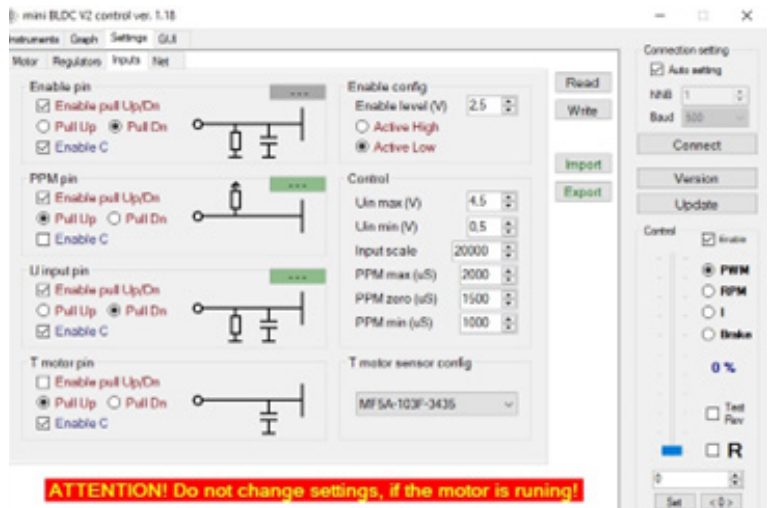 mini BLDC V2 control ver. 1.18
Graph Settings GUI
Motor Regulators Inputs Net
Enable pin
Enable pull Up/Dn
Pull Up Pull Dn
Enable C
PPM pin
Enable pull Up/Dn
Pull Up Pull Dn
Enable C
U input pin
Enable pull Up/Dn
Pull Up Pull Dn
Enable C
T motor pin
Enable pull Up/Dn
Pull Up Pull Dn
Enable C
Enable config
Enable level (V) 2,5
Active High
Active Low
Control
Uin max (V) 4,5
Uin min (V) 0,5
Input scale 20000
PPM max (uS) 2000
PPM zero (uS) 1500
PPM min (uS) 1000
T motor sensor config
MF5A-103F-3435
Read
Write
Import
Export
Connection setting
Auto setting
NNB 1
Baud 500
Connect
Version
Update
Control Enable
PWM
RPM
I
Brake
0 %
Test
Rev
R
0
Set <0>
ATTENTION! Do not change settings, if the motor is runing!